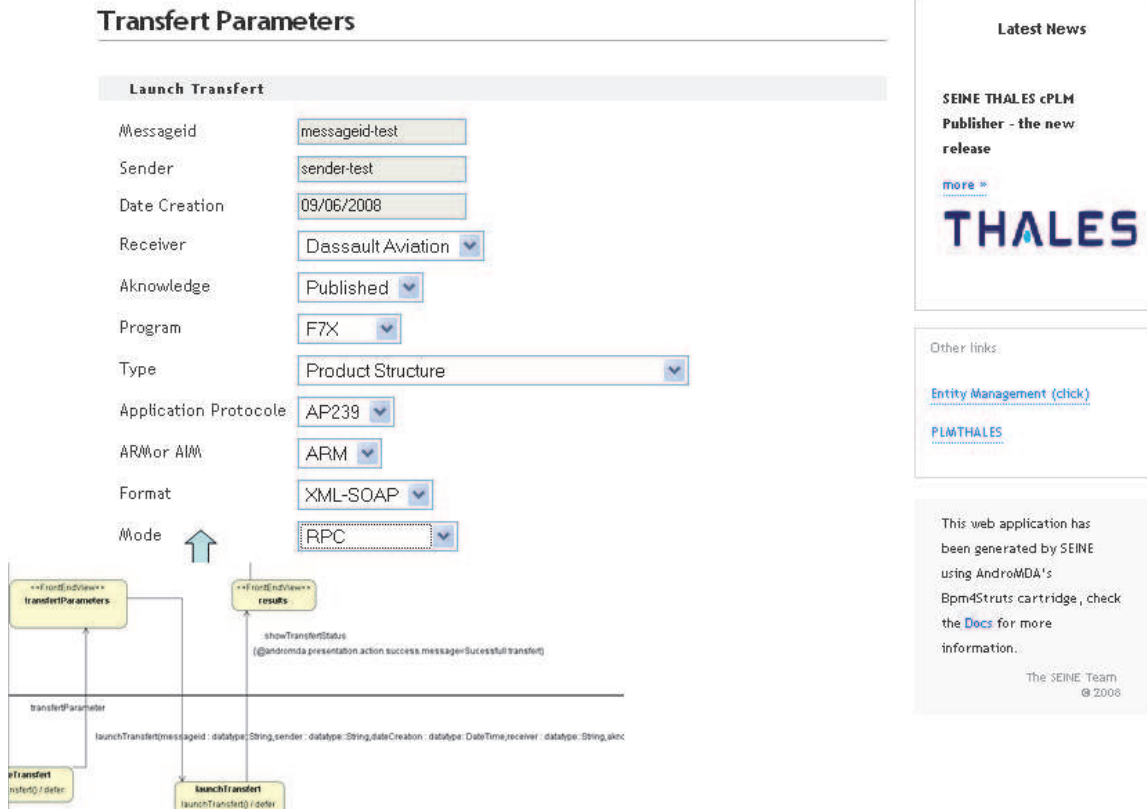 Transfert Parameters
Launch Transfert
Messageid messageid-test
Sender sender-test
Date Creation 09/06/2008
Receiver Dassault Aviation
Aknowledge Published
Program F7X
Type Product Structure
Application Protocole AP239
ARMor AIM ARM
Format XML-SOAP
Mode RPC
Latest News
SEINE THALES cPLM
Publisher - the new
release
more »
THALES
Other links
Entity Management (click)
PLMTHALES
This web application has
been generated by SEINE
using AndroMDA's
Bpm4Struts cartridge, check
the Docs for more
information.
The SEINE Team
@ 2008
«FrontEndView»
transfertParameters
«FrontEndView»
results
showTransfertStatus
(@andromda.presentation.action.success.message=Sucessfull transfert)
transfertParameter
launchTransfert(messageid : datatype::String,sender : datatype::String,dateCreation : datatype::DateTime,receiver : datatype::String,aknc
eTransfert
nsfert() / defer
launchTransfert
launchTransfert() / defer